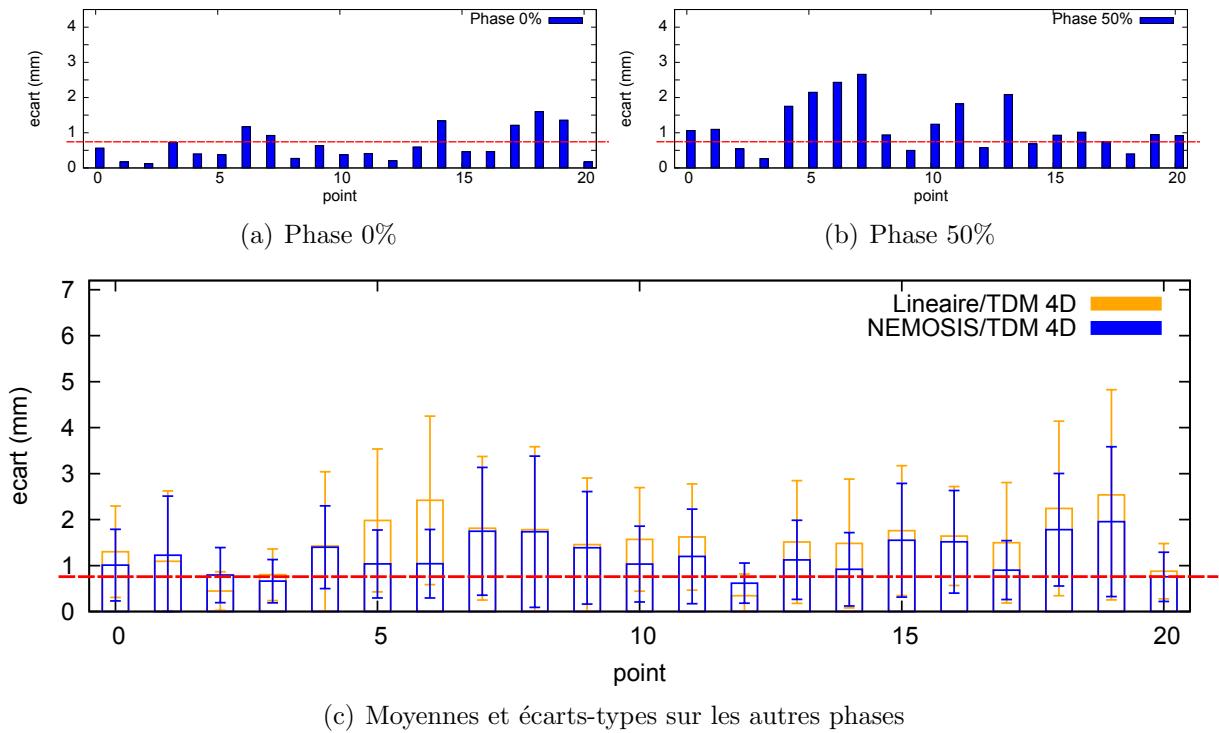 Phase 0%
ecart (mm)
4
3
2
1
0
0 5 10 15 20
point
(a) Phase 0%
Phase 50%
ecart (mm)
4
3
2
1
0
0 5 10 15 20
point
(b) Phase 50%
Lineaire/TDM 4D
NEMOSIS/TDM 4D
ecart (mm)
7
6
5
4
3
2
1
0
0 5 10 15 20
point
(c) Moyennes et écarts-types sur les autres phases